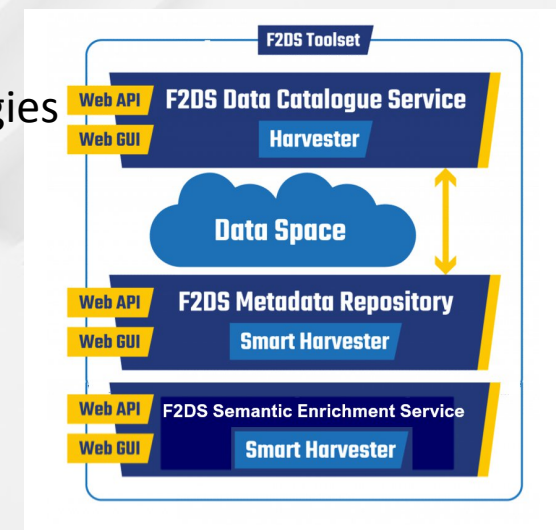 F2DS Toolset
gies
Web API F2DS Data Catalogue Service
Web GUI Harvester
Data Space
Web API F2DS Metadata Repository
Web GUI Smart Harvester
Web API F2DS Semantic Enrichment Service
Web GUI Smart Harvester